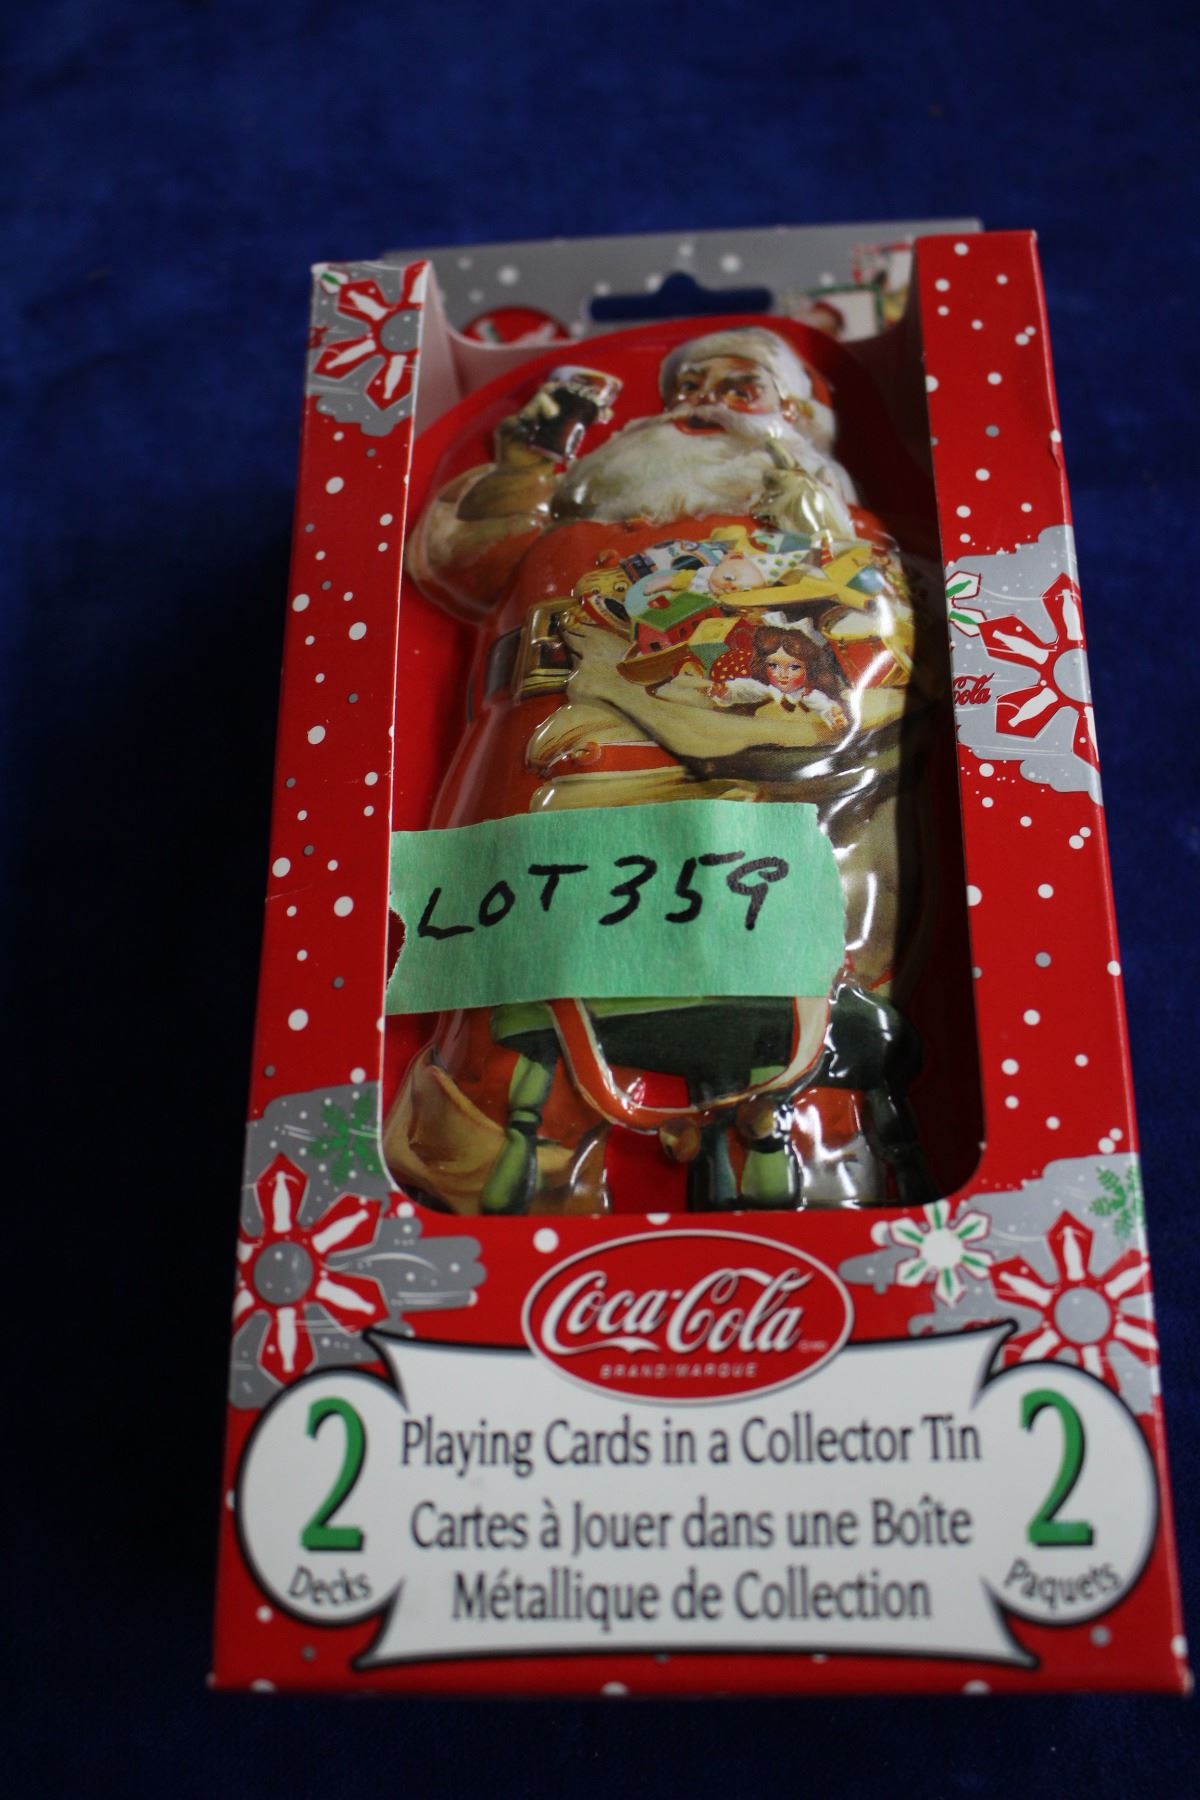 Cola
LOT 359
Coca-Cola
BRAND/MARQUE
2 Decks
Playing Cards in a Collector Tin
Cartes à Jouer dans une Boîte
Métallique de Collection
2 Paquets